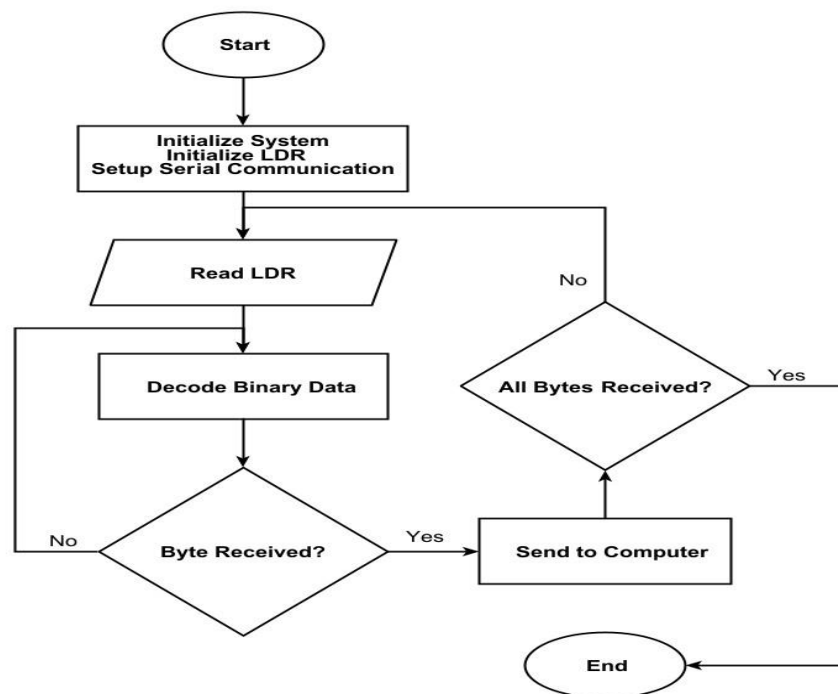 Start
Initialize System
Initialize LDR
Setup Serial Communication
Read LDR
No
Decode Binary Data
All Bytes Received?
Yes
No
Byte Received?
Yes
Send to Computer
End